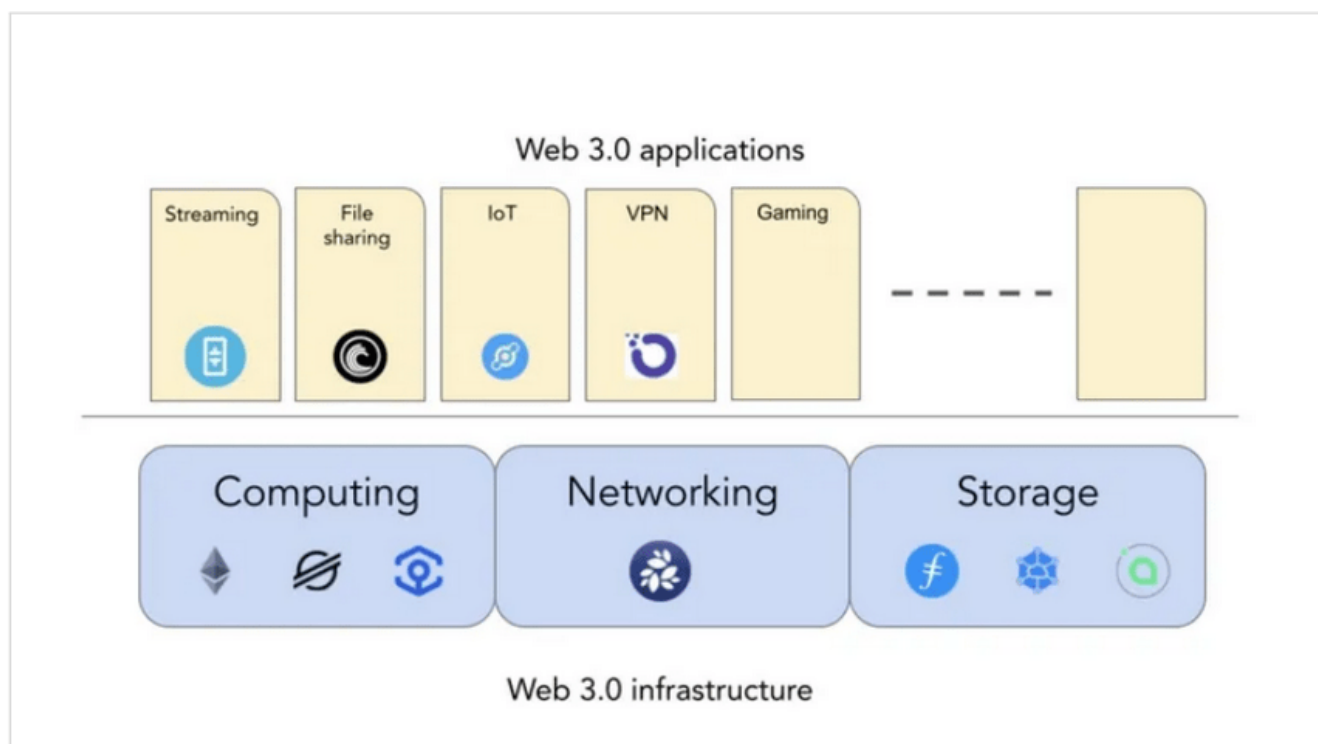 Web 3.0 applications
Streaming
File
sharing
IoT
VPN
Gaming
Computing
Networking
Storage
Web 3.0 infrastructure